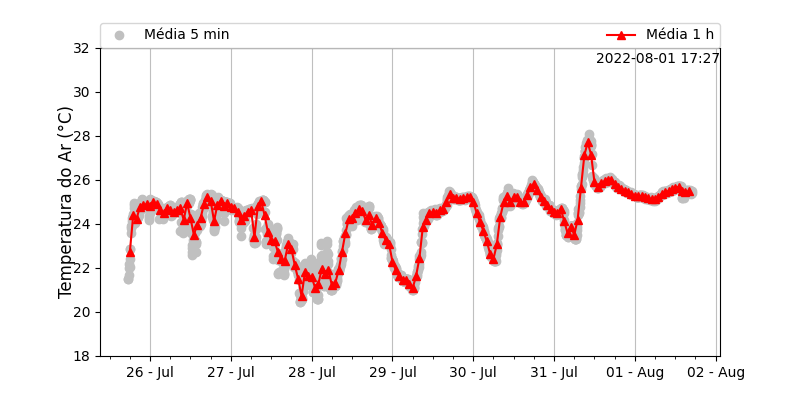 Média 5 min
Média 1 h
2022-08-01 17:27
Temperatura do Ar (°C)
32
30
28
26
24
22
20
18
26 - Jul
27 - Jul
28 - Jul
29 - Jul
30 - Jul
31 - Jul
01 - Aug
02 - Aug